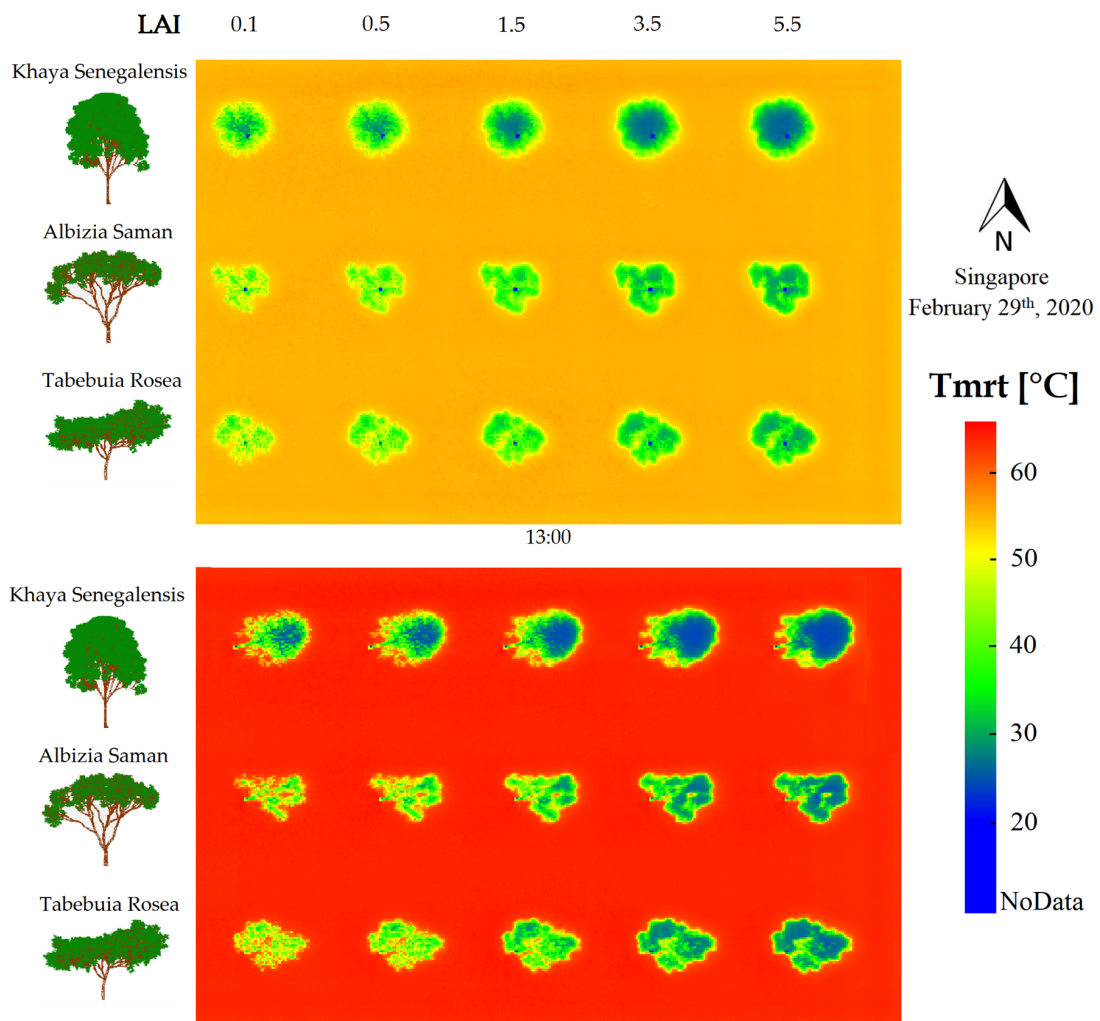 LAI 0.1 0.5 1.5 3.5 5.5
Khaya Senegalensis
Albizia Saman
Tabebuia Rosea
13:00
Khaya Senegalensis
Albizia Saman
Tabebuia Rosea
N
Singapore
February 29th, 2020
Tmrt [°C]
60
50
40
30
20
NoData